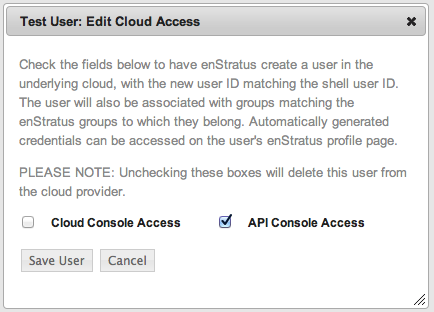 Test User: Edit Cloud Access
Check the fields below to have enStratus create a user in the
underlying cloud, with the new user ID matching the shell user ID.
The user will also be associated with groups matching the
enStratus groups to which they belong. Automatically generated
credentials can be accessed on the user's enStratus profile page.
PLEASE NOTE: Unchecking these boxes will delete this user from
the cloud provider.
Cloud Console Access API Console Access
Save User Cancel